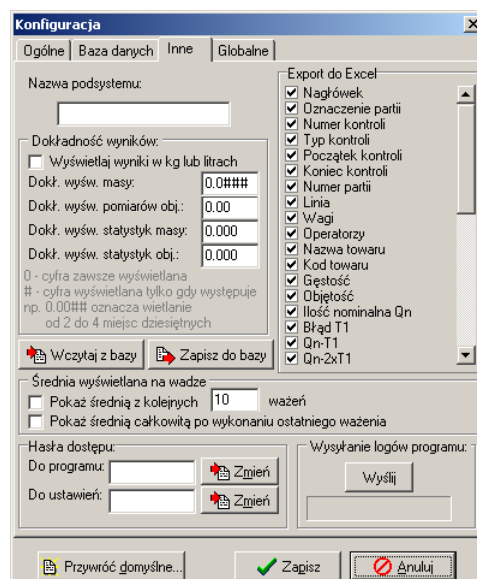 Konfiguracja
Ogólne Baza danych Inne Globalne
Nazwa podsystemu:
Dokładność wyników:
Wyświetlaj wyniki w kg lub litrach
Dokł. wyśw. masy: 0.0###
Dokł. wyśw. pomiarów obj.: 0.00
Dokł. wyśw. statystyk masy: 0.000
Dokł. wyśw. statystyk obj.: 0.000
0 - cyfra zawsze wyświetlana
# - cyfra wyświetlana tylko gdy występuje
np. 0.00## oznacza wietlanie
od 2 do 4 miejsc dziesiętnych
Wczytaj z bazy Zapisz do bazy
Export do Excel
Nagłówek
Oznaczenie partii
Numer kontroli
Typ kontroli
Początek kontroli
Koniec kontroli
Numer partii
Linia
Wagi
Operatorzy
Nazwa towaru
Kod towaru
Gęstość
Objętość
Ilość nominalna Qn
Błąd T1
Qn-T1
Qn-2xT1
Średnia wyświetlana na wadze
Pokaż średnią z kolejnych 10 ważeń
Pokaż średnią całkowitą po wykonaniu ostatniego ważenia
Hasła dostępu:
Do programu: Zmień
Do ustawień: Zmień
Wysyłanie logów programu:
Wyślij
Przywróć domyślne... Zapisz Anuluj